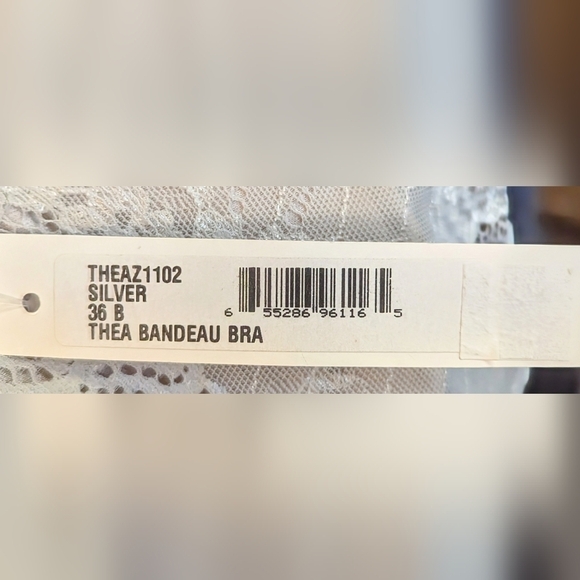 THEAZ1102
SILVER
36 B
THEA BANDEAU BRA
6 55286 96116 5